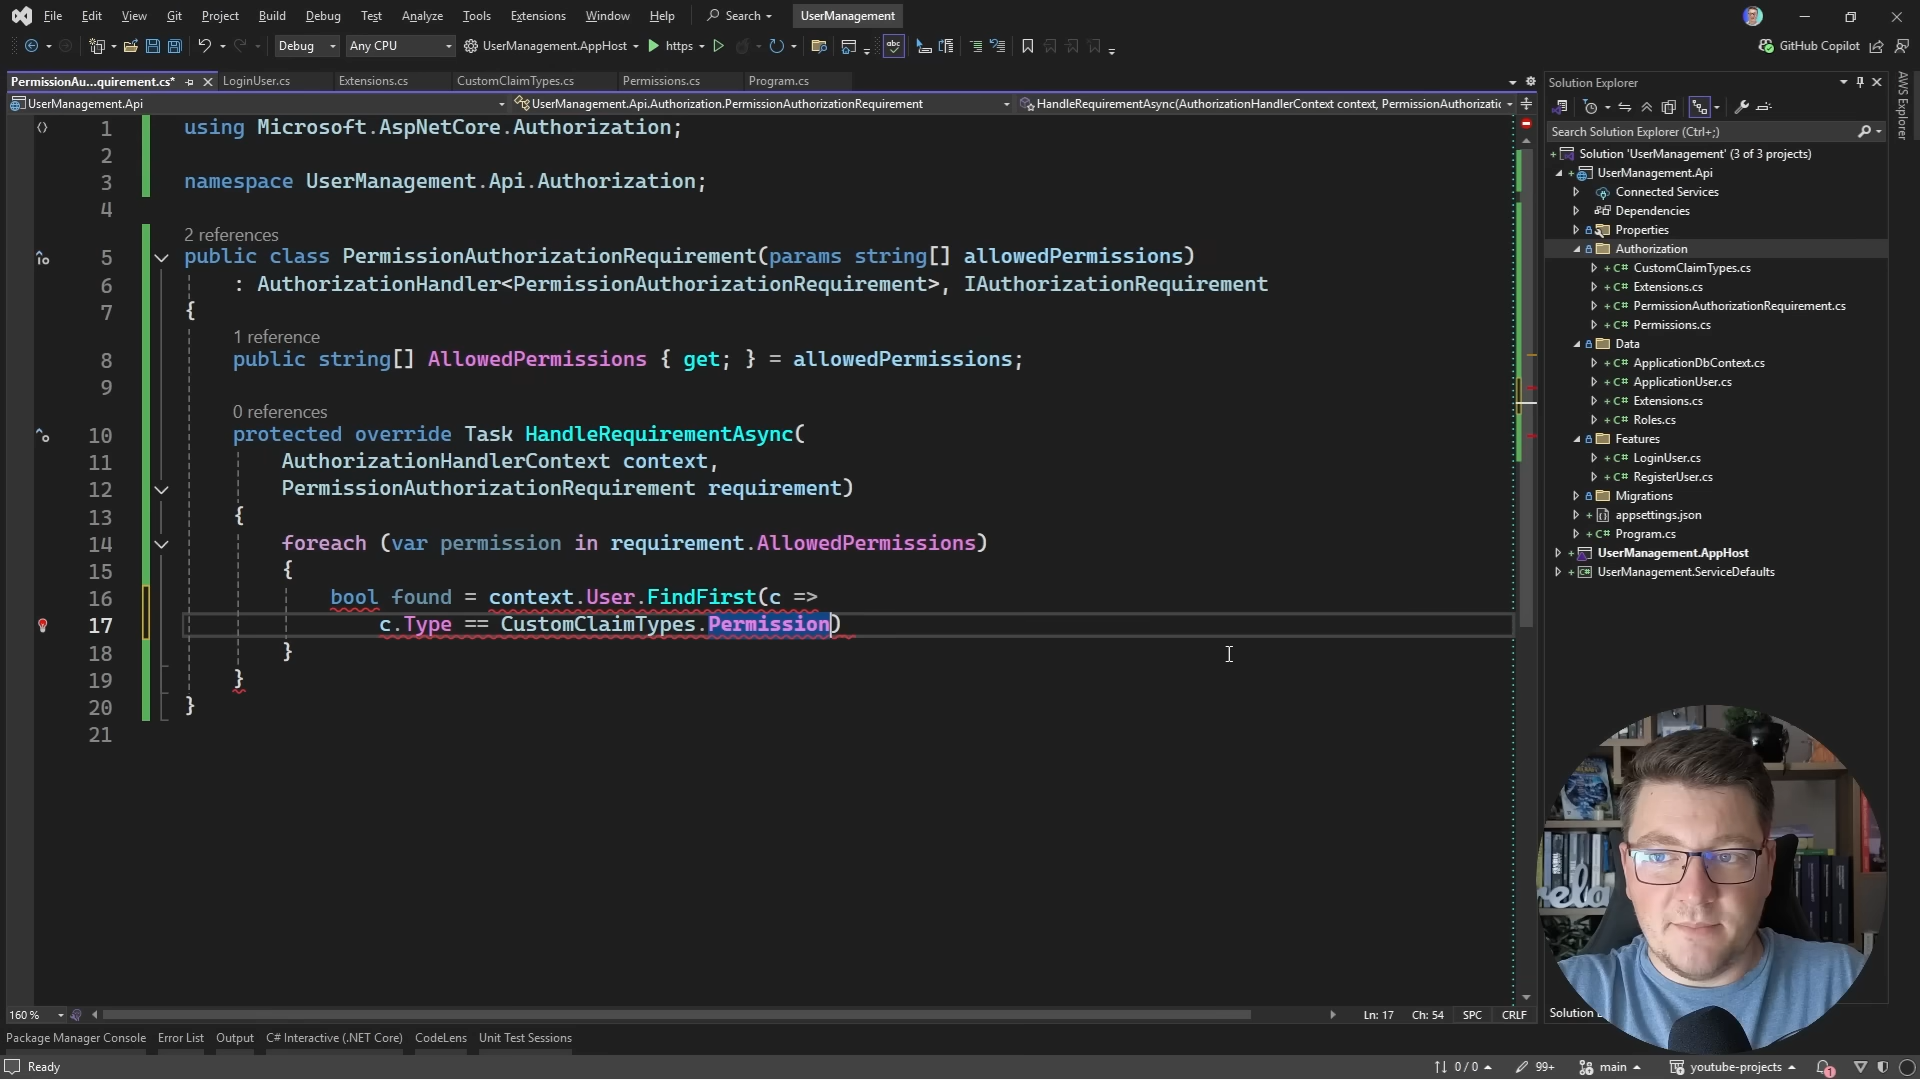 File Edit View Git Project Build Debug Test Analyze Tools Extensions Window Help Search UserManagement
Debug Any CPU UserManagement.AppHost https GitHub Copilot
PermissionAu...quirement.cs* LoginUser.cs Extensions.cs CustomClaimTypes.cs Permissions.cs Program.cs
UserManagement.Api UserManagement.Api.Authorization.PermissionAuthorizationRequirement HandleRequirementAsync(AuthorizationHandlerContext context, PermissionAuthorizatic
1 using Microsoft.AspNetCore.Authorization;
2
3 namespace UserManagement.Api.Authorization;
4
2 references
5 public class PermissionAuthorizationRequirement(params string[] allowedPermissions)
6 : AuthorizationHandler<PermissionAuthorizationRequirement>, IAuthorizationRequirement
7 {
1 reference
8 public string[] AllowedPermissions { get; } = allowedPermissions;
9
0 references
10 protected override Task HandleRequirementAsync(
11 AuthorizationHandlerContext context,
12 PermissionAuthorizationRequirement requirement)
13 {
14 foreach (var permission in requirement.AllowedPermissions)
15 {
16 bool found = context.User.FindFirst(c =>
17 c.Type == CustomClaimTypes.Permission)
18 }
19 }
20 }
21
160 % Ln: 17 Ch: 54 SPC CRLF
Package Manager Console Error List Output C# Interactive (.NET Core) CodeLens Unit Test Sessions
Ready 0 / 0 99+ main youtube-projects 1
Solution Explorer
Search Solution Explorer (Ctrl+;)
Solution 'UserManagement' (3 of 3 projects)
UserManagement.Api
Connected Services
Dependencies
Properties
Authorization
C# CustomClaimTypes.cs
C# Extensions.cs
C# PermissionAuthorizationRequirement.cs
C# Permissions.cs
Data
C# ApplicationDbContext.cs
C# ApplicationUser.cs
C# Extensions.cs
C# Roles.cs
Features
C# LoginUser.cs
C# RegisterUser.cs
Migrations
appsettings.json
C# Program.cs
UserManagement.AppHost
UserManagement.ServiceDefaults
AWS Explorer
Solution